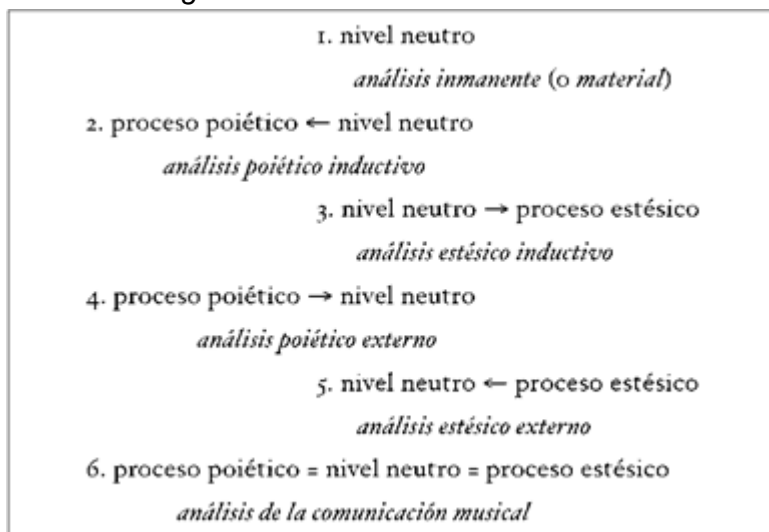 1. nivel neutro
análisis inmanente (o material)
2. proceso poiético ← nivel neutro
análisis poiético inductivo
3. nivel neutro → proceso estésico
análisis estésico inductivo
4. proceso poiético → nivel neutro
análisis poiético externo
5. nivel neutro ← proceso estésico
análisis estésico externo
6. proceso poiético = nivel neutro = proceso estésico
análisis de la comunicación musical